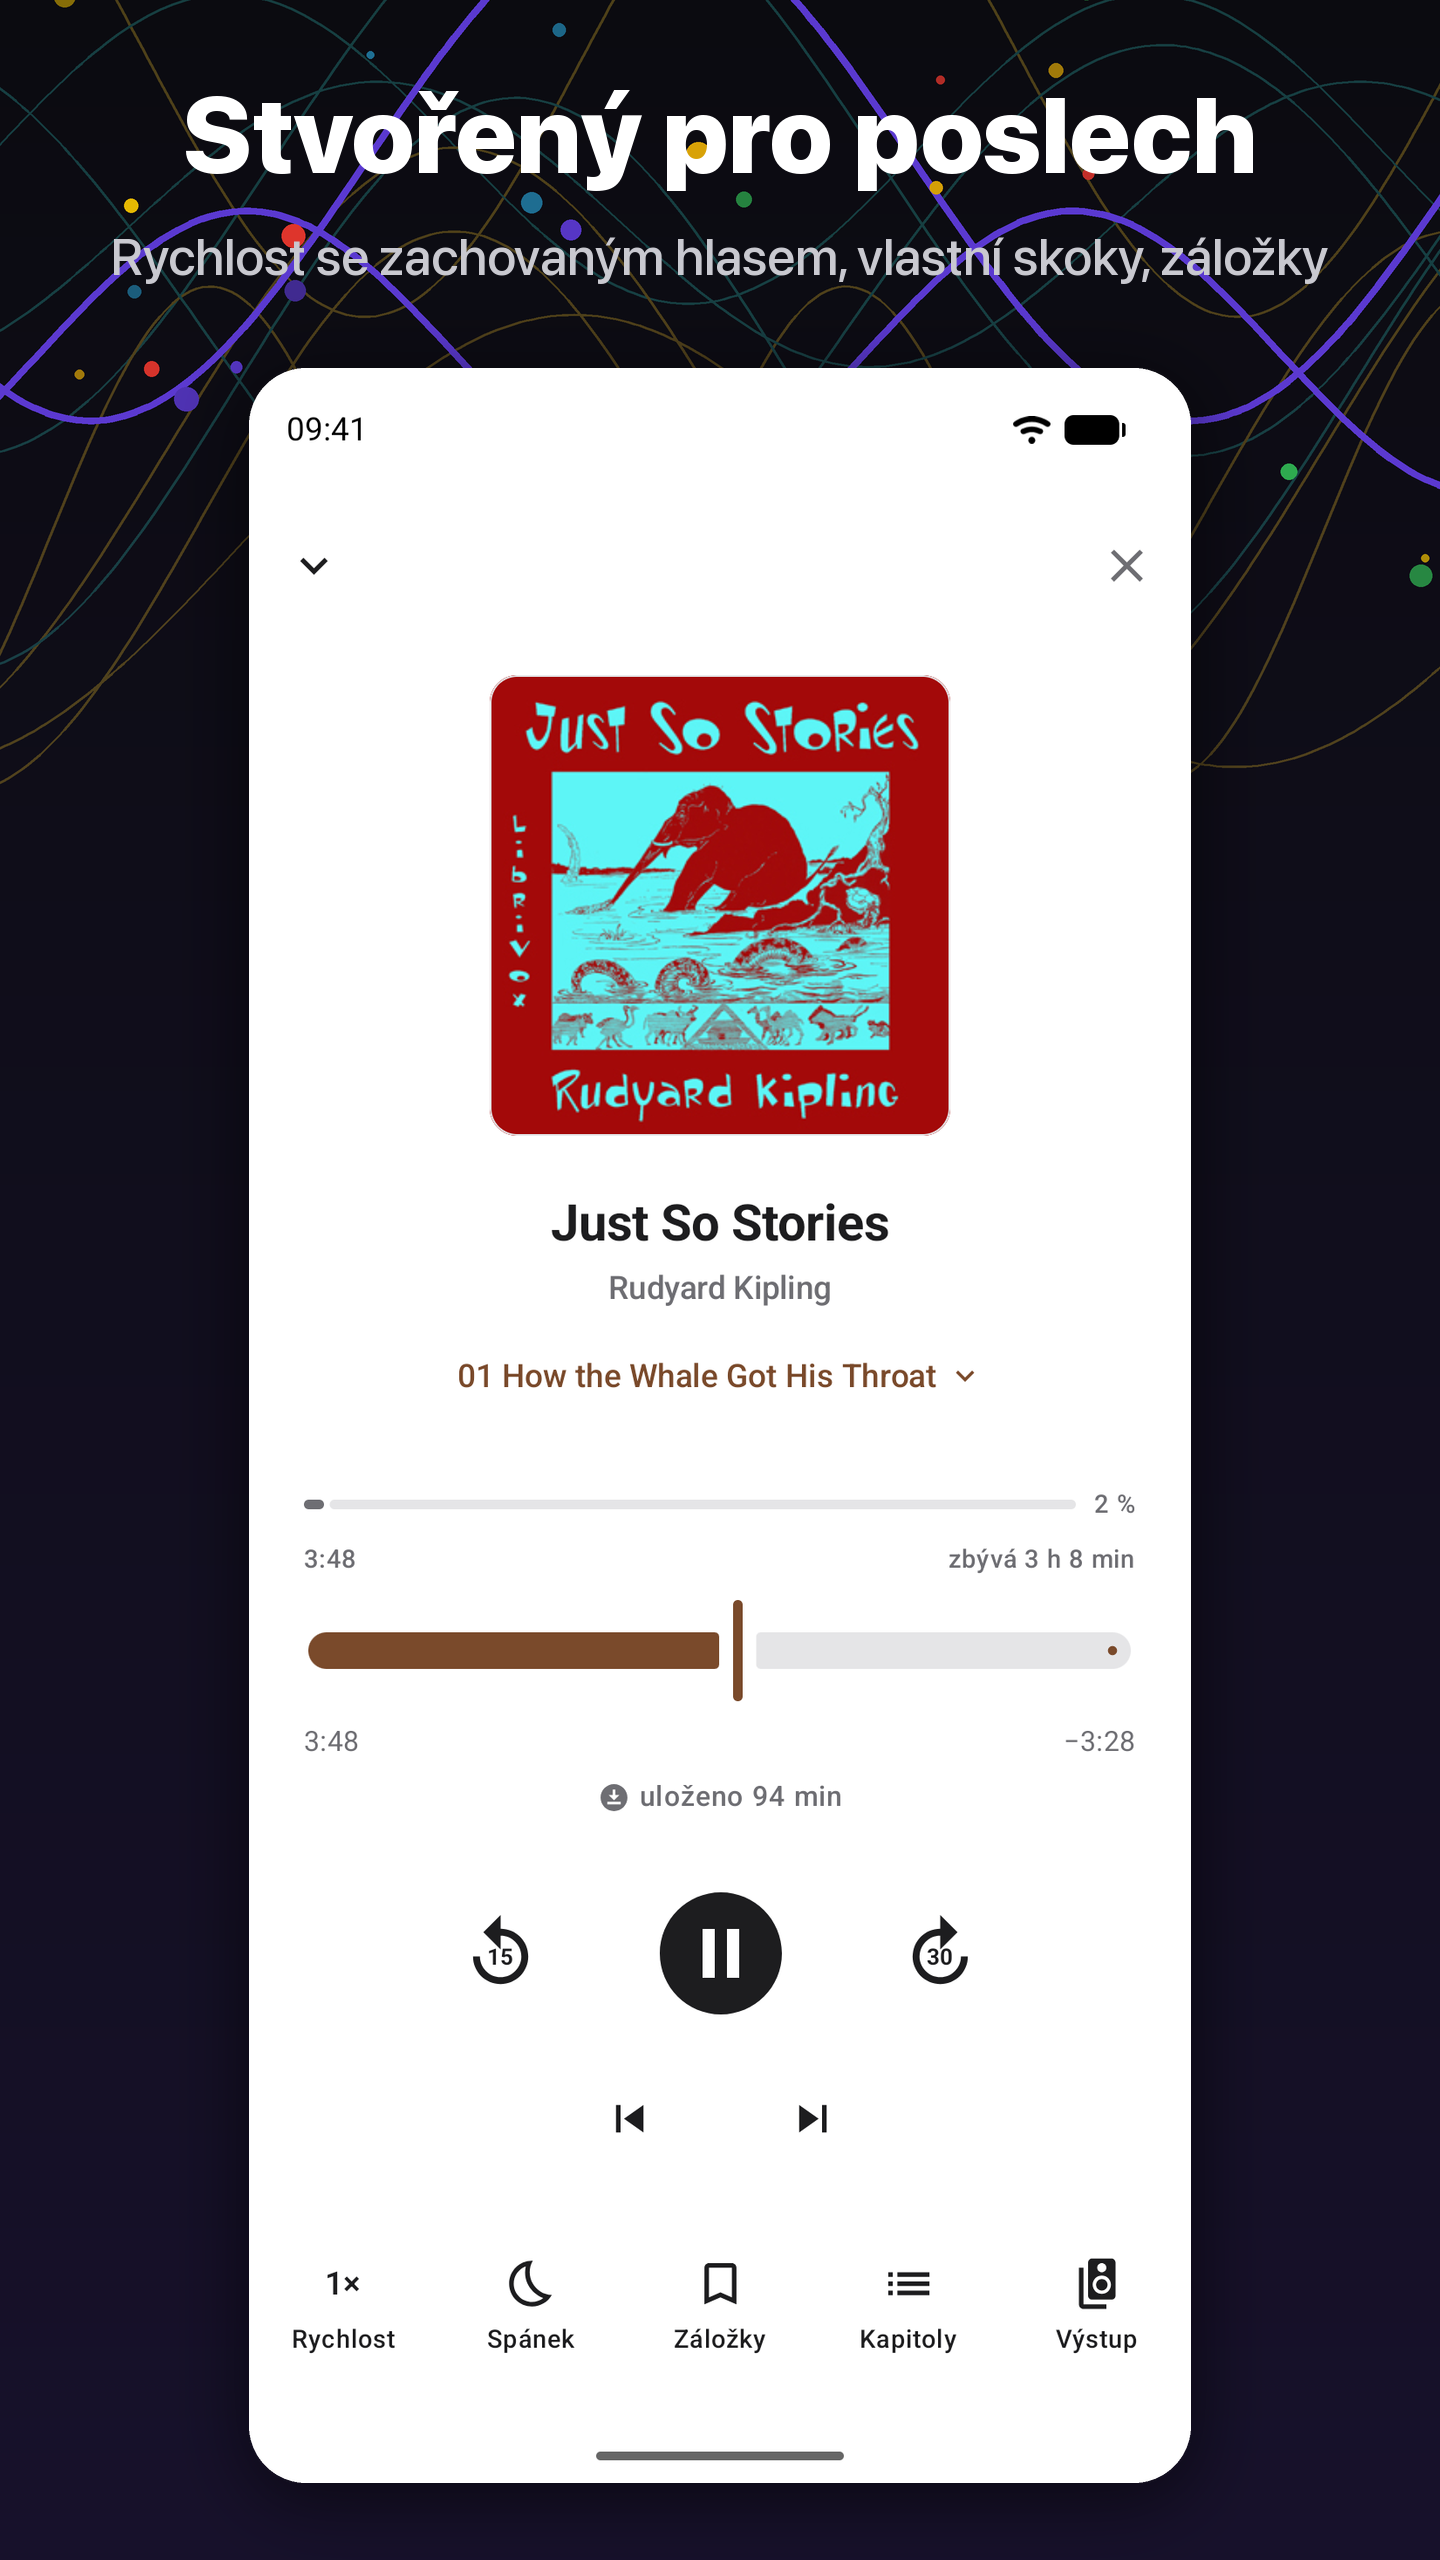 Stvořený pro poslech
Rychlost se zachovaným hlasem, vlastní skoky, záložky
09:41
Just So Stories
LibriVox
Rudyard Kipling
Just So Stories
Rudyard Kipling
01 How the Whale Got His Throat
2 %
3:48 zbývá 3 h 8 min
3:48 −3:28
uloženo 94 min
15 30
1× 
Rychlost Spánek Záložky Kapitoly Výstup